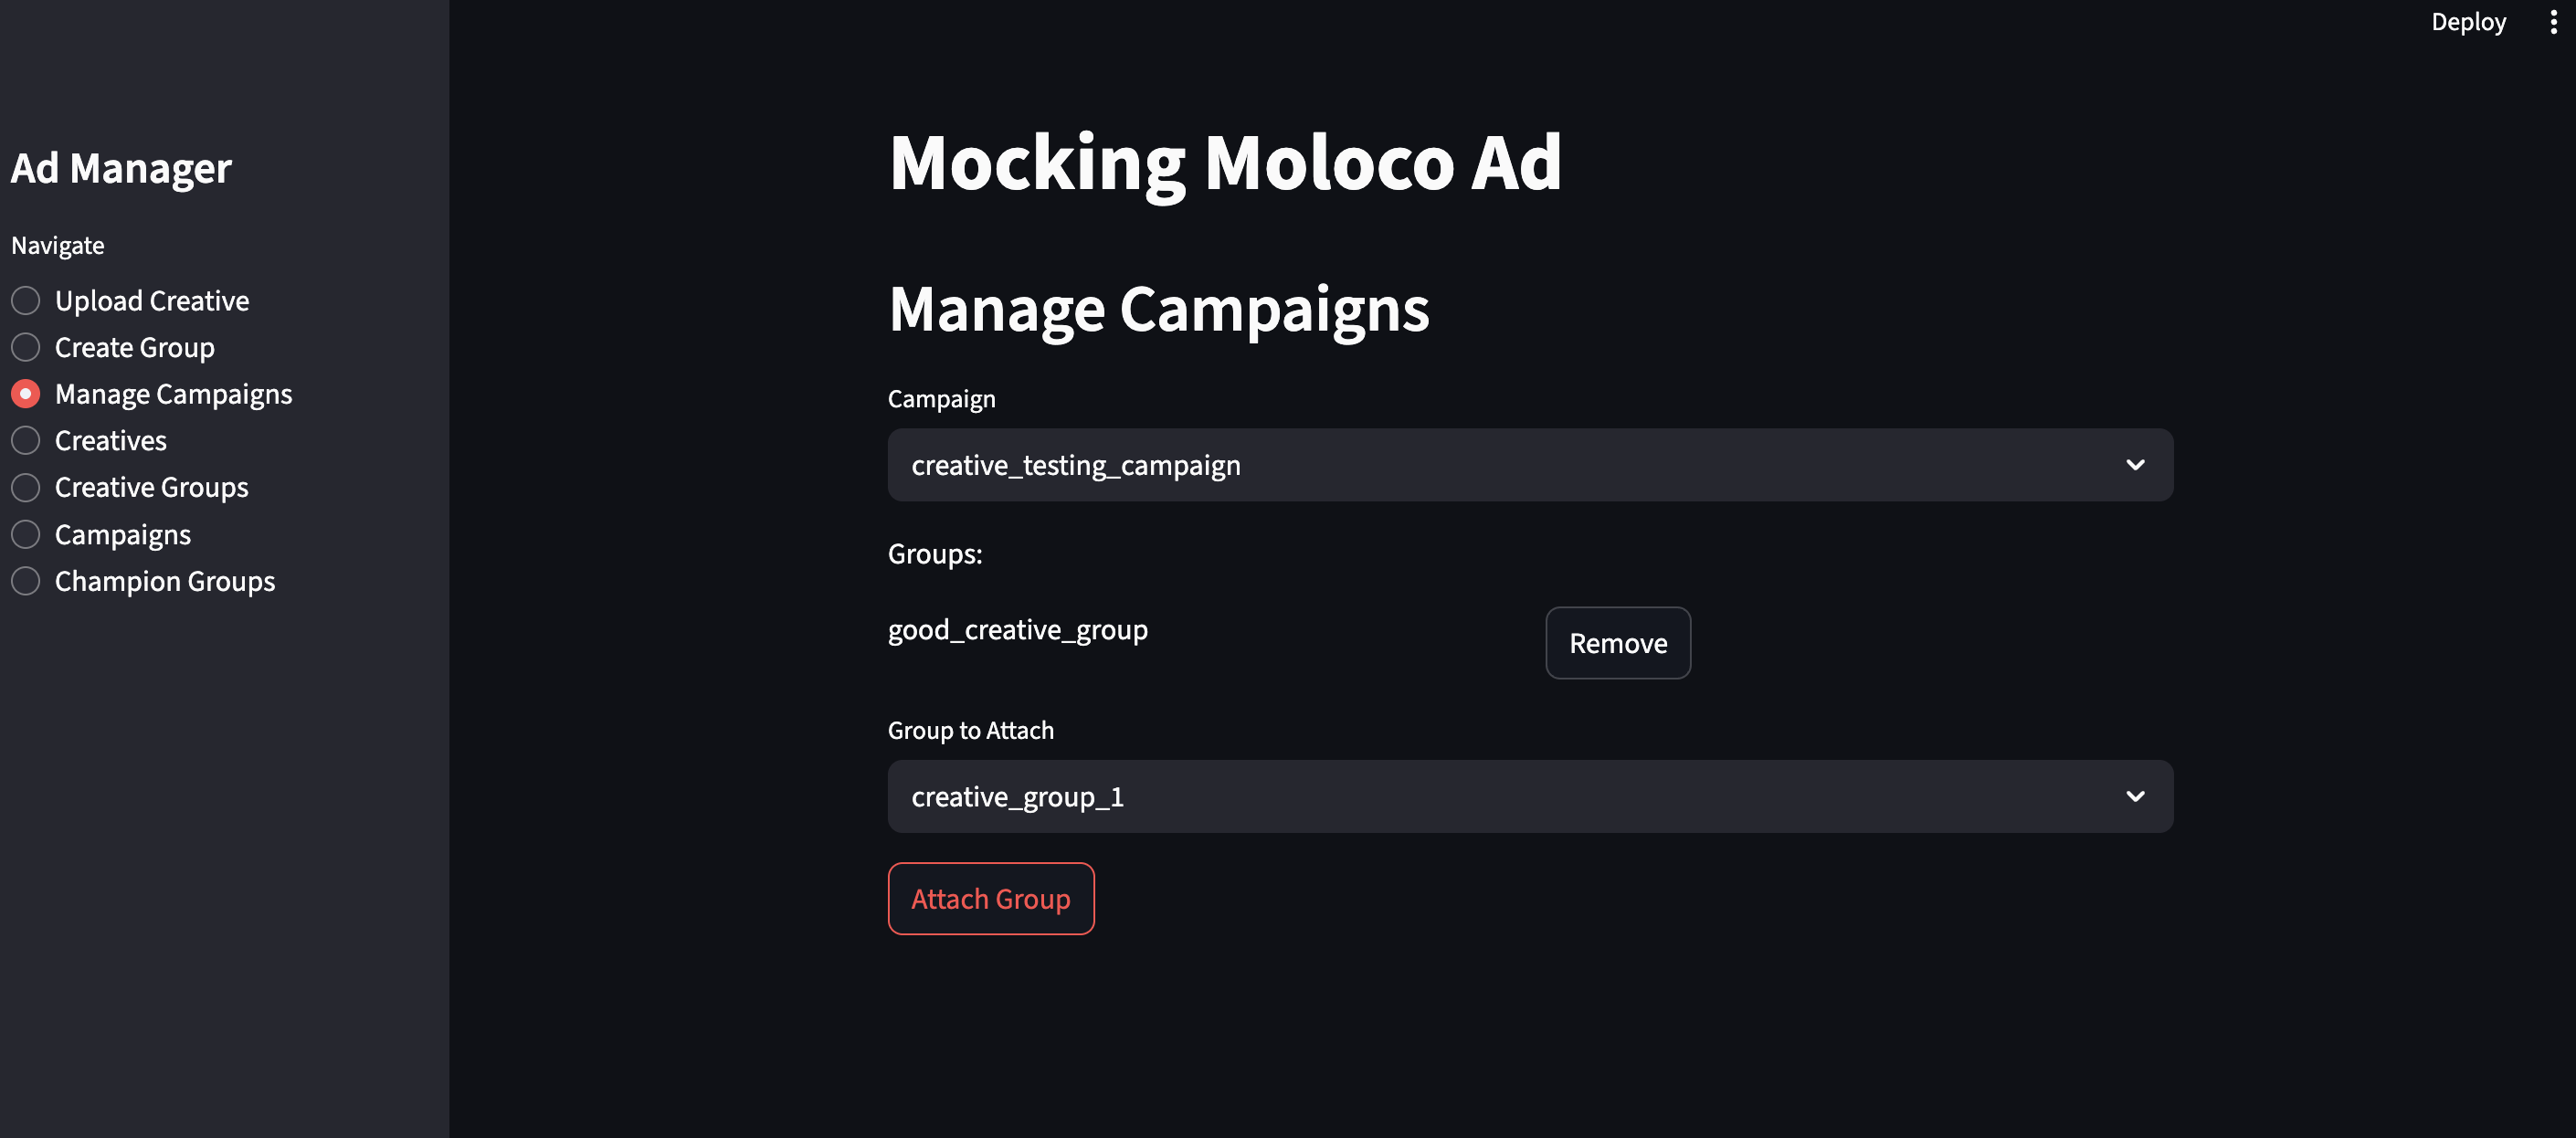 Deploy
Ad Manager
Navigate
Upload Creative
Create Group
Manage Campaigns
Creatives
Creative Groups
Campaigns
Champion Groups
Mocking Moloco Ad
Manage Campaigns
Campaign
creative_testing_campaign
Groups:
good_creative_group
Remove
Group to Attach
creative_group_1
Attach Group